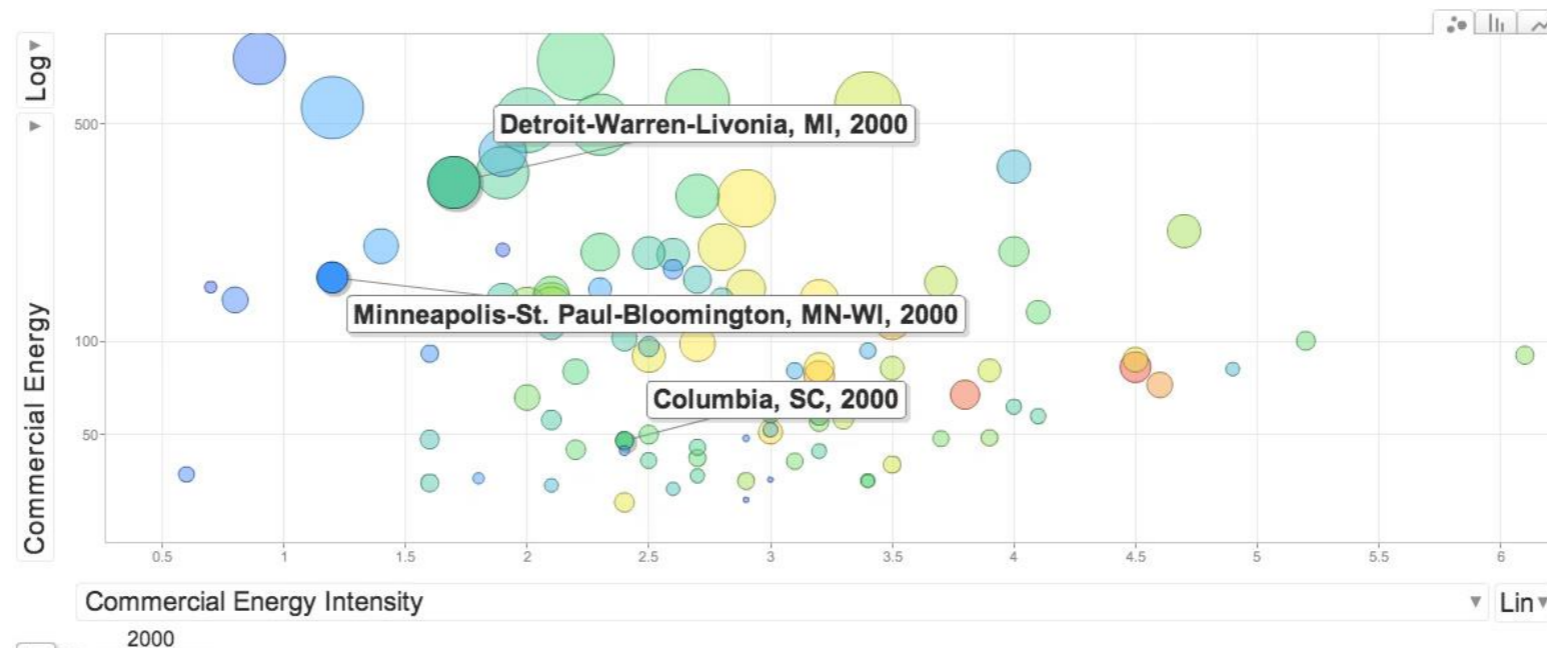 Log
Commercial Energy
500
100
50
Detroit-Warren-Livonia, MI, 2000
Minneapolis-St. Paul-Bloomington, MN-WI, 2000
Columbia, SC, 2000
0.5 1 1.5 2 2.5 3 3.5 4 4.5 5 5.5 6
Commercial Energy Intensity
Lin
2000